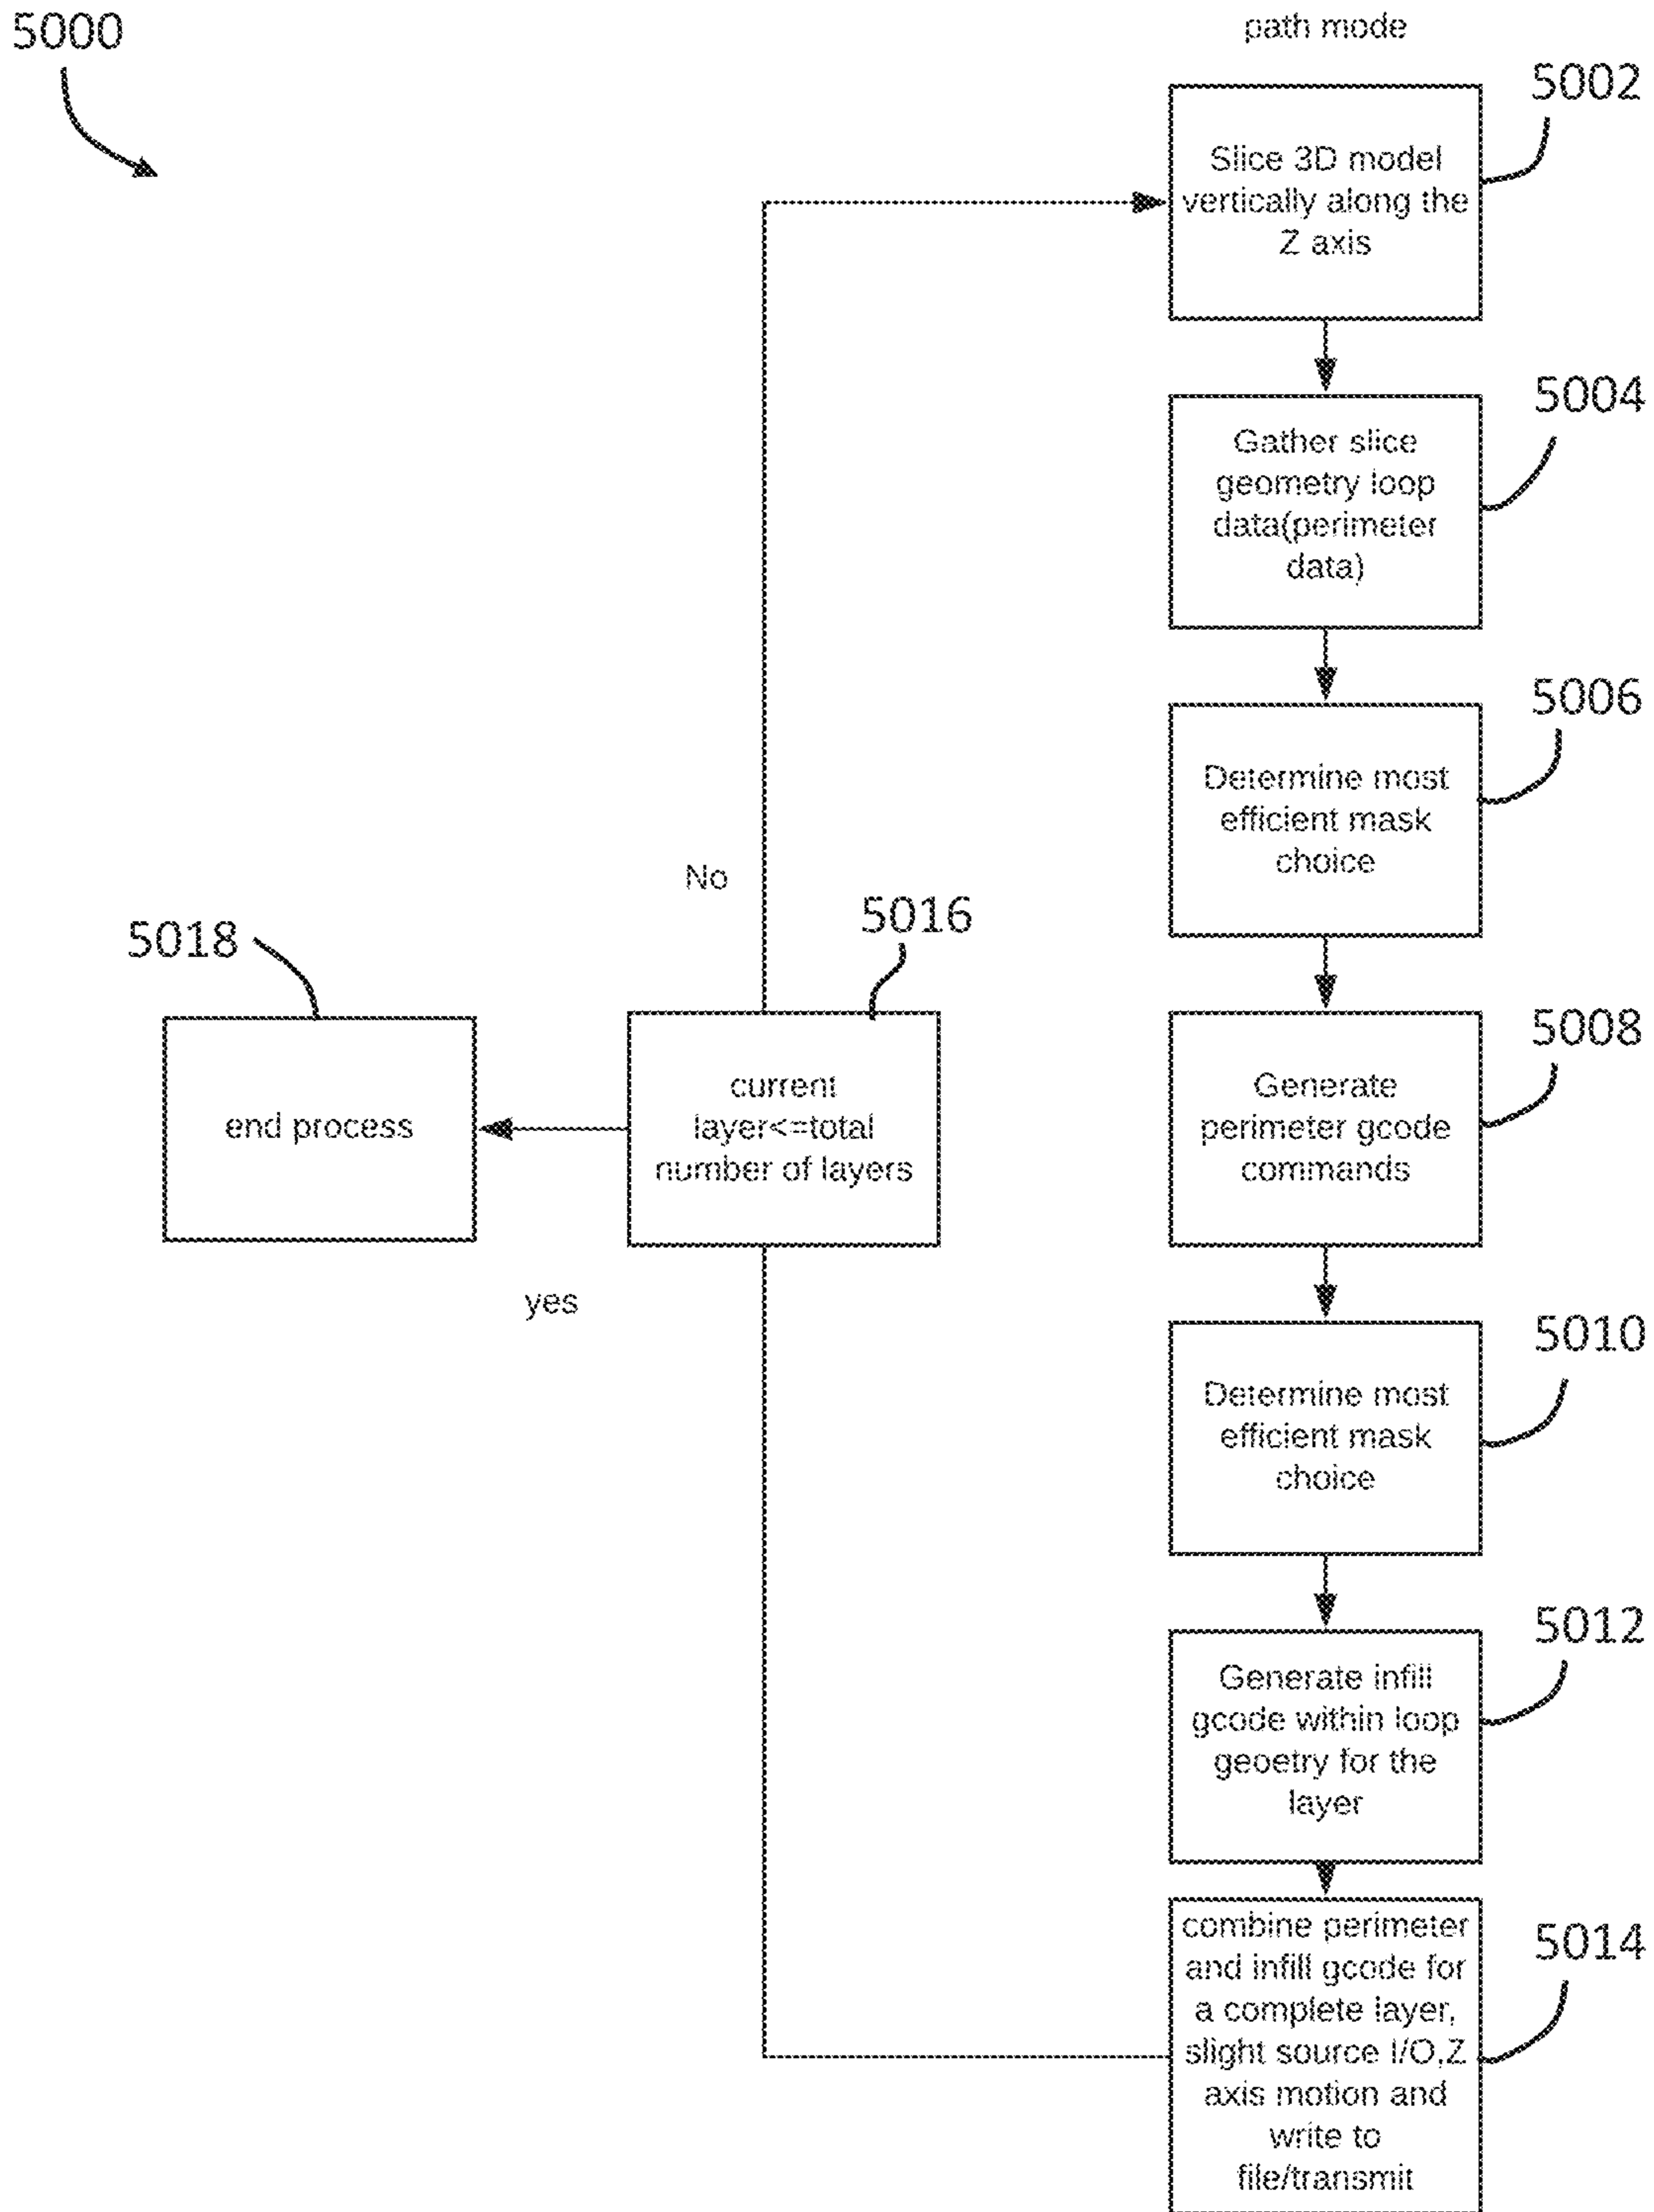 5000
path mode
5002
Slice 3D model
vertically along the
Z axis
5004
Gather slice
geometry loop
data(perimeter
data)
5006
Determine most
efficient mask
choice
No
5016
5018
current
layer<=total
number of layers
end process
yes
5008
Generate
perimeter gcode
commands
5010
Determine most
efficient mask
choice
5012
Generate infill
gcode within loop
geoetry for the
layer
5014
combine perimeter
and infill gcode for
a complete layer,
slight source I/O,Z
axis motion and
write to
file/transmit